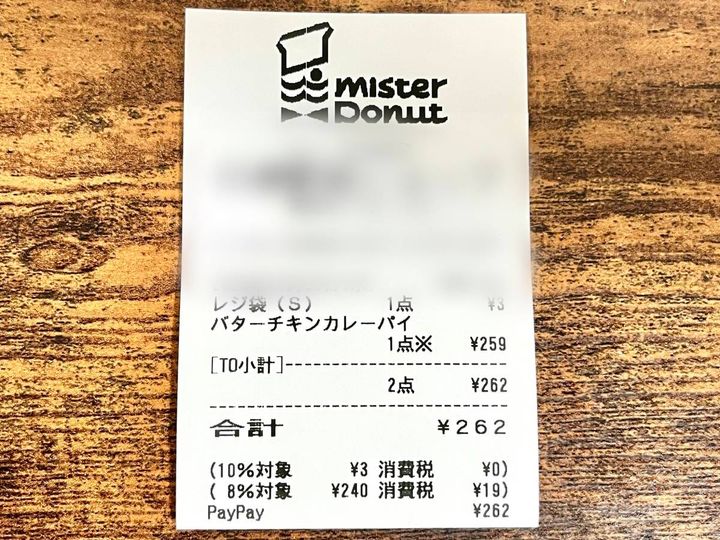 mister
Donut
レジ袋(S) 1点 ¥3
バターチキンカレーパイ
1点※ ¥259
[TO小計]--------------------
2点 ¥262
--------------------
合計 ¥262
(10%対象 ¥3 消費税 ¥0)
( 8%対象 ¥240 消費税 ¥19)
PayPay ¥262